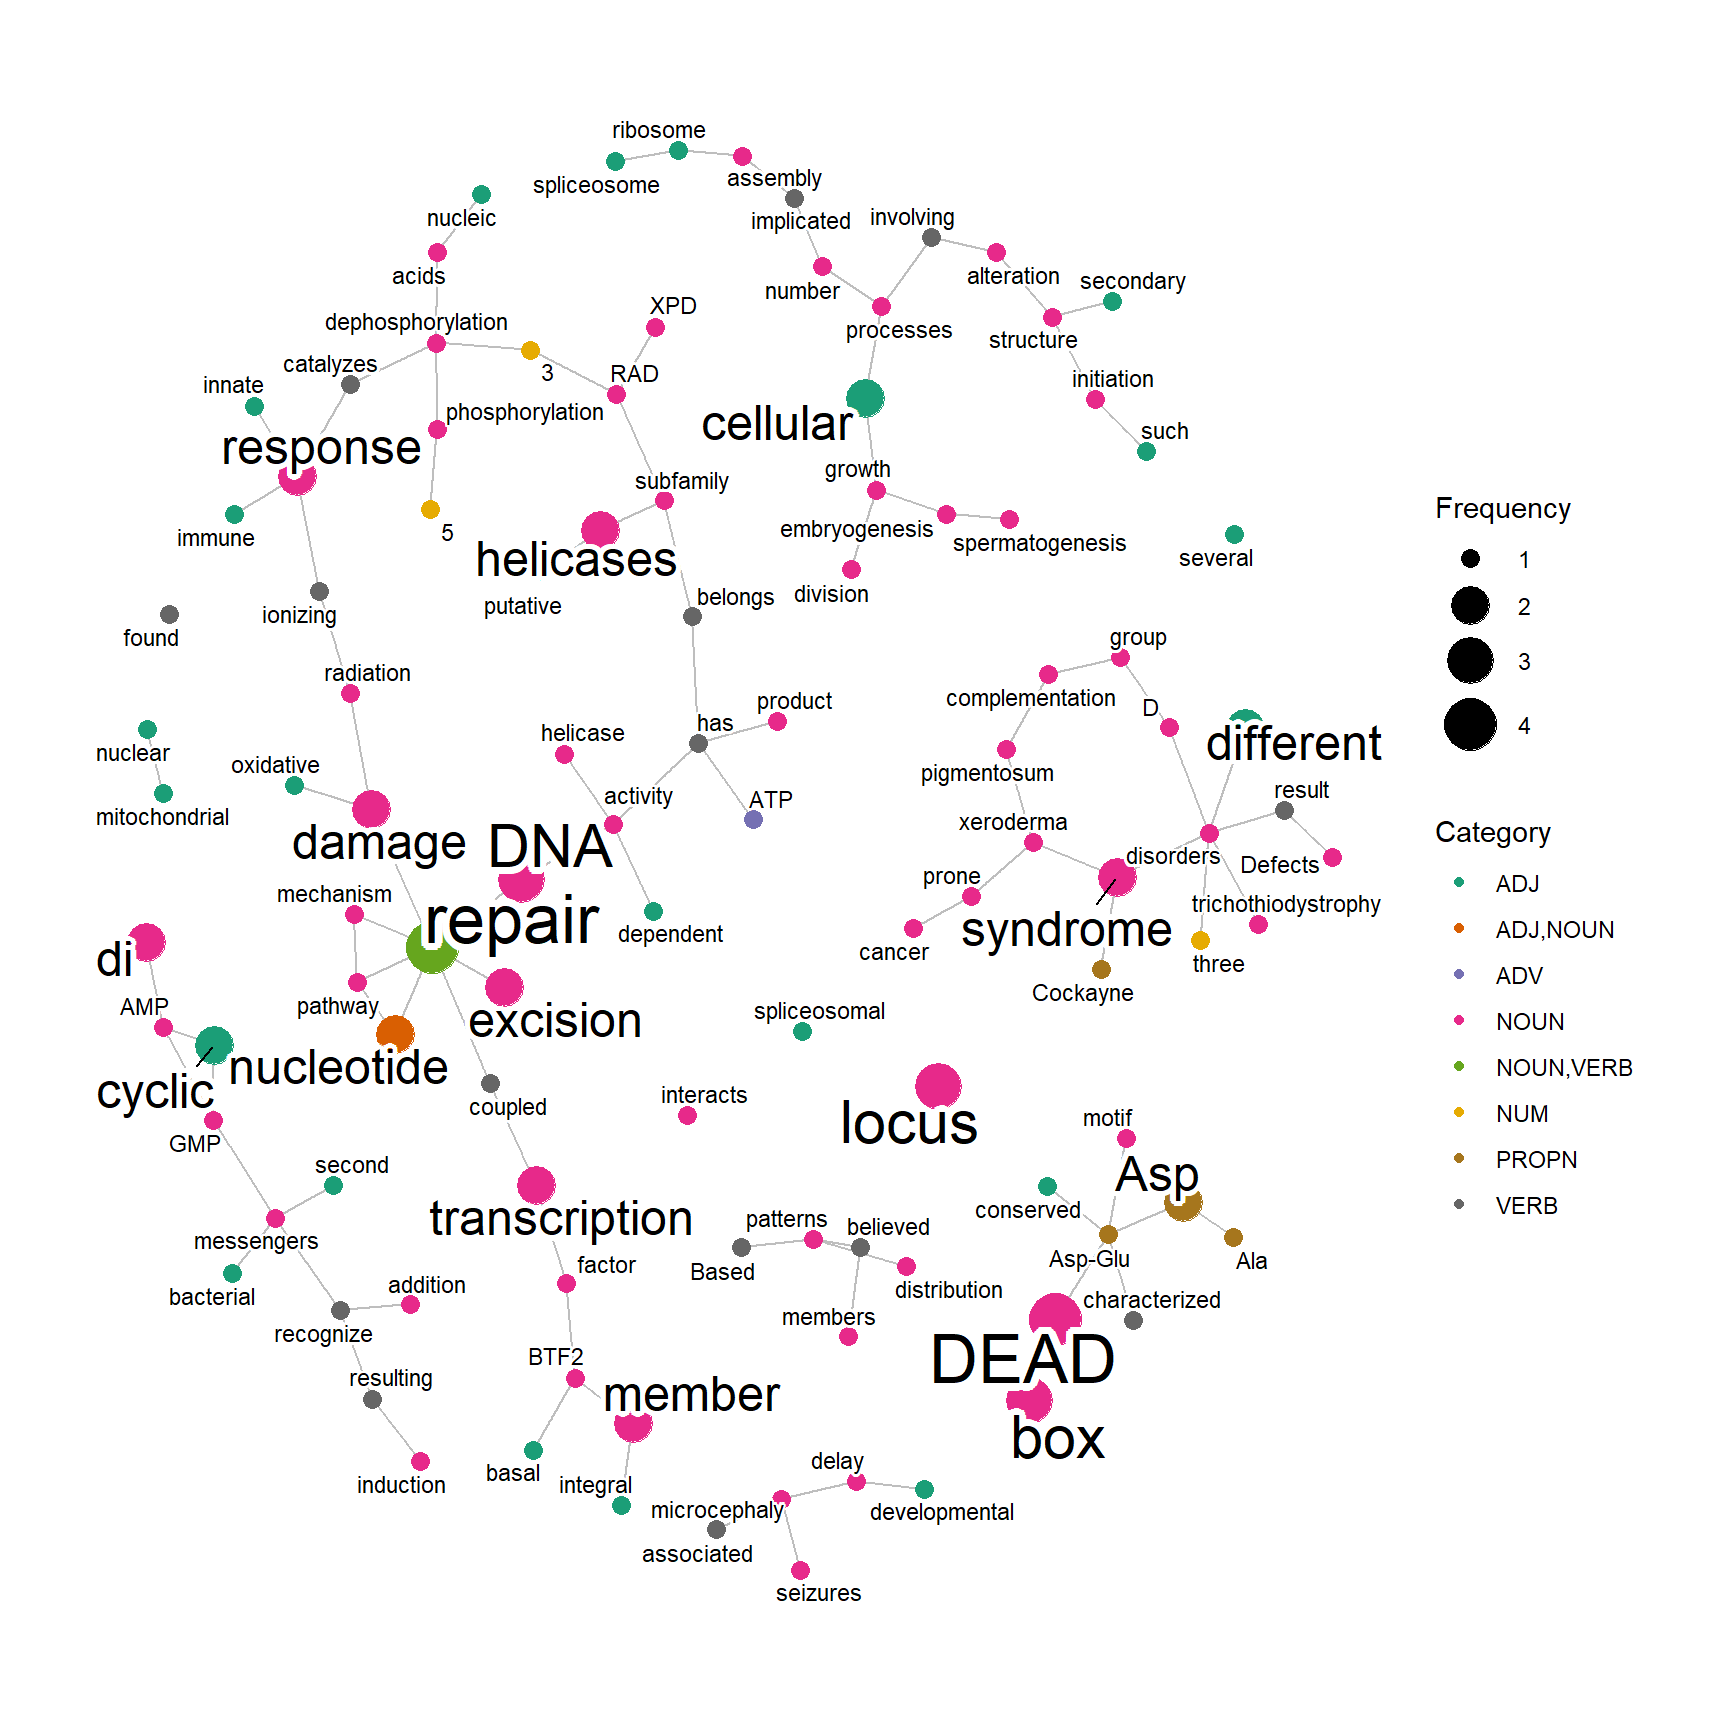 ribosome
spliceosome
assembly
nucleic
implicated
involving
acids
alteration
secondary
number
XPD
dephosphorylation
processes
structure
catalyzes
3
RAD
initiation
innate
phosphorylation
cellular
such
response
growth
subfamily
Frequency
5
embryogenesis
immune
spermatogenesis
several
1
helicases
putative
division
belongs
2
ionizing
found
group
3
radiation
complementation
product
D
has
4
helicase
different
nuclear
oxidative
pigmentosum
result
activity
ATP
mitochondrial
xeroderma
Category
damage
DNA
disorders
Defects
prone
ADJ
mechanism
trichothiodystrophy
repair
dependent
syndrome
ADJ,NOUN
di
cancer
three
ADV
Cockayne
AMP
pathway
spliceosomal
excision
NOUN
nucleotide
NOUN,VERB
cyclic
interacts
coupled
locus
NUM
motif
GMP
PROPN
second
Asp
VERB
conserved
transcription
patterns
believed
messengers
Asp-Glu
Ala
Based
factor
addition
distribution
bacterial
characterized
members
recognize
BTF2
DEAD
resulting
member
box
delay
basal
induction
integral
microcephaly
developmental
associated
seizures